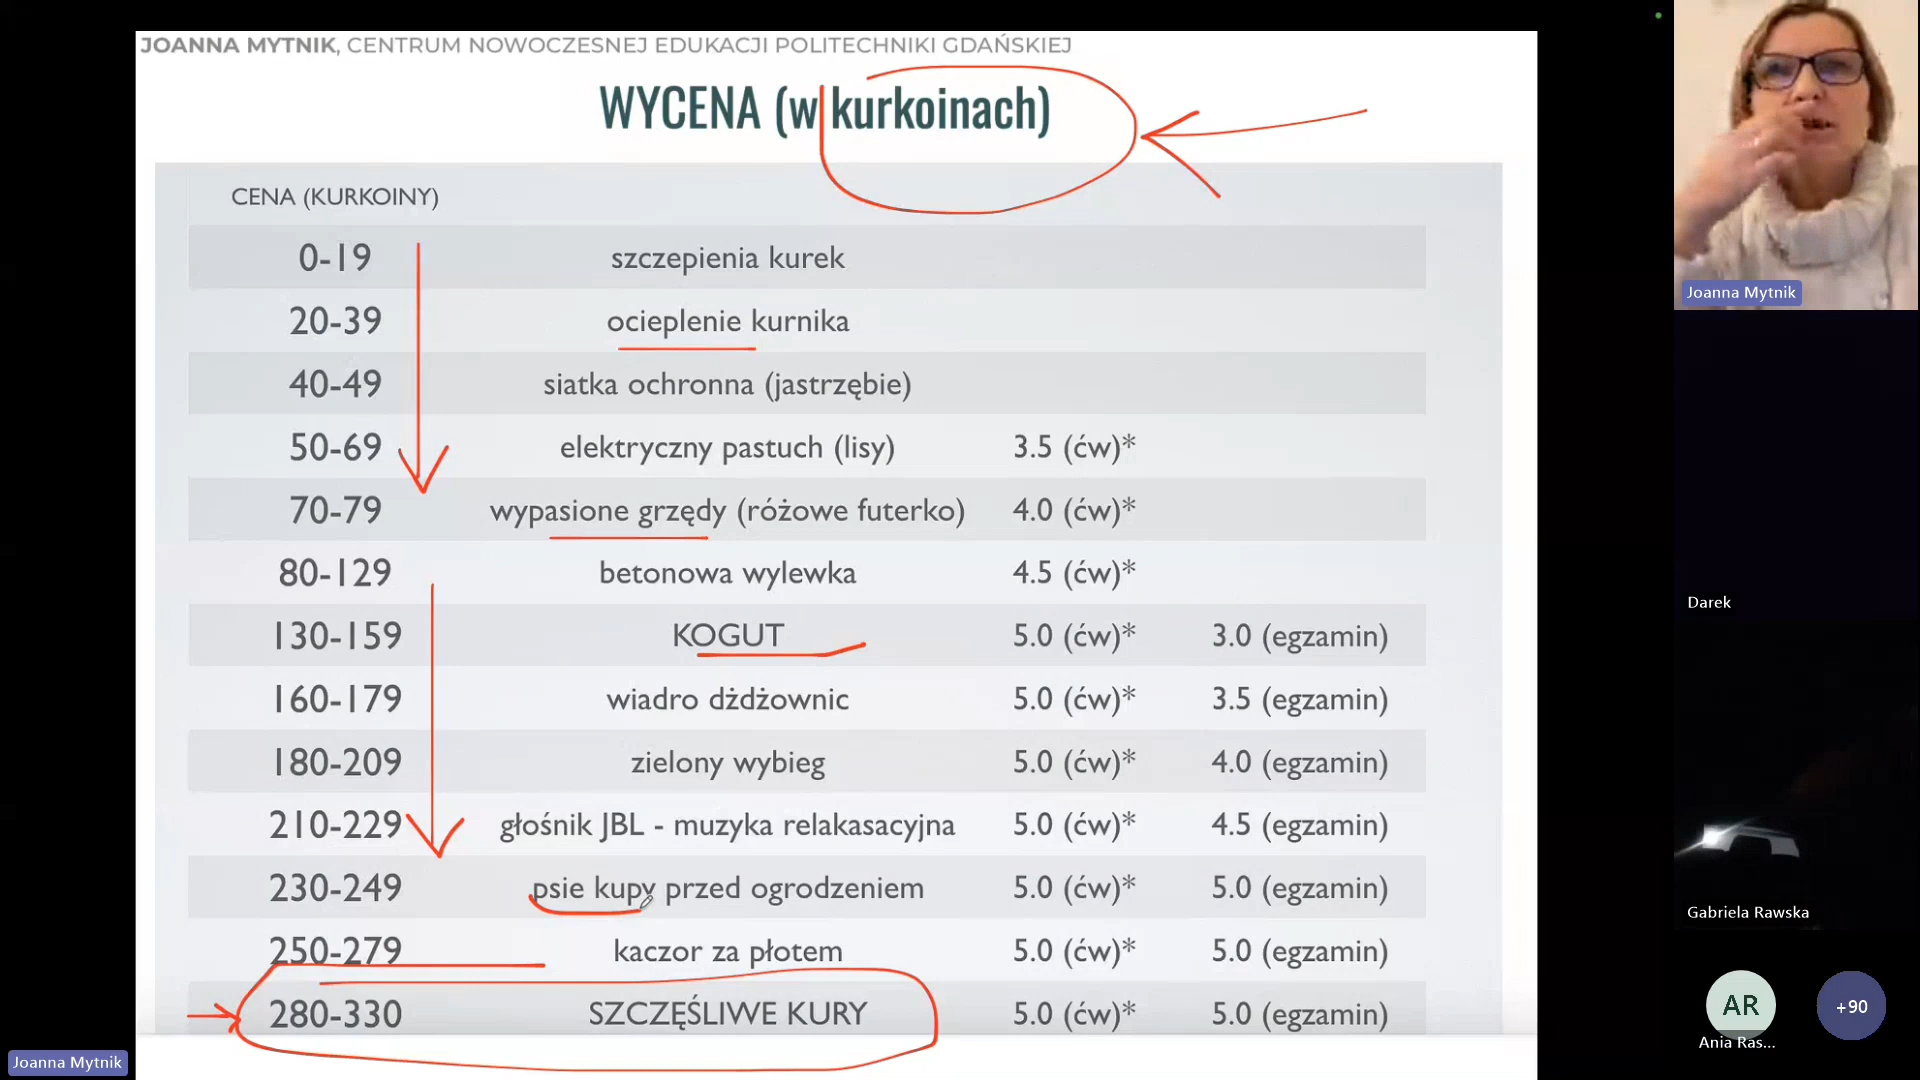 JOANNA MYTNIK, CENTRUM NOWOCZESNEJ EDUKACJI POLITECHNIKI GDAŃSKIEJ
WYCENA (w kurkoinach)
CENA (KURKOINY)
0-19 szczepienia kurek
20-39 ocieplenie kurnika
40-49 siatka ochronna (jastrzębie)
50-69 elektryczny pastuch (lisy) 3.5 (ćw)*
70-79 wypasione grzędy (różowe futerko) 4.0 (ćw)*
80-129 betonowa wylewka 4.5 (ćw)*
130-159 KOGUT 5.0 (ćw)* 3.0 (egzamin)
160-179 wiadro dżdżownic 5.0 (ćw)* 3.5 (egzamin)
180-209 zielony wybieg 5.0 (ćw)* 4.0 (egzamin)
210-229 głośnik JBL - muzyka relakasacyjna 5.0 (ćw)* 4.5 (egzamin)
230-249 psie kupy przed ogrodzeniem 5.0 (ćw)* 5.0 (egzamin)
250-279 kaczor za płotem 5.0 (ćw)* 5.0 (egzamin)
280-330 SZCZĘŚLIWE KURY 5.0 (ćw)* 5.0 (egzamin)
Joanna Mytnik
Joanna Mytnik
Darek
Gabriela Rawska
AR
Ania Ras...
+90